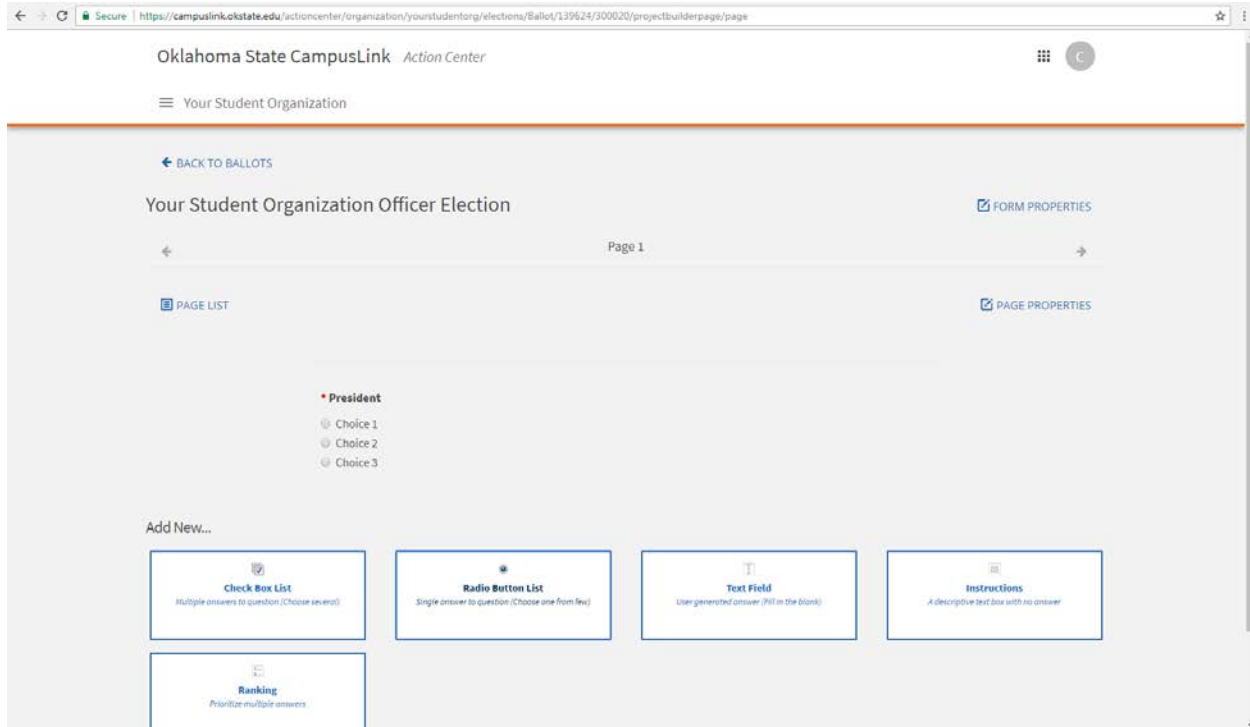 Secure | https://campuslink.okstate.edu/actioncenter/organization/yourstudentorg/elections/Ballot/139624/300020/projectbuilderpage/page
Oklahoma State CampusLink Action Center
C
Your Student Organization
BACK TO BALLOTS
Your Student Organization Officer Election
FORM PROPERTIES
Page 1
PAGE LIST
PAGE PROPERTIES
* President
Choice 1
Choice 2
Choice 3
Add New...
Check Box List
Multiple answers to question (Choose several)
Radio Button List
Single answer to question (Choose one from few)
Text Field
User generated answer (Fill in the blank)
Instructions
A descriptive text box with no answer
Ranking
Prioritize multiple answers